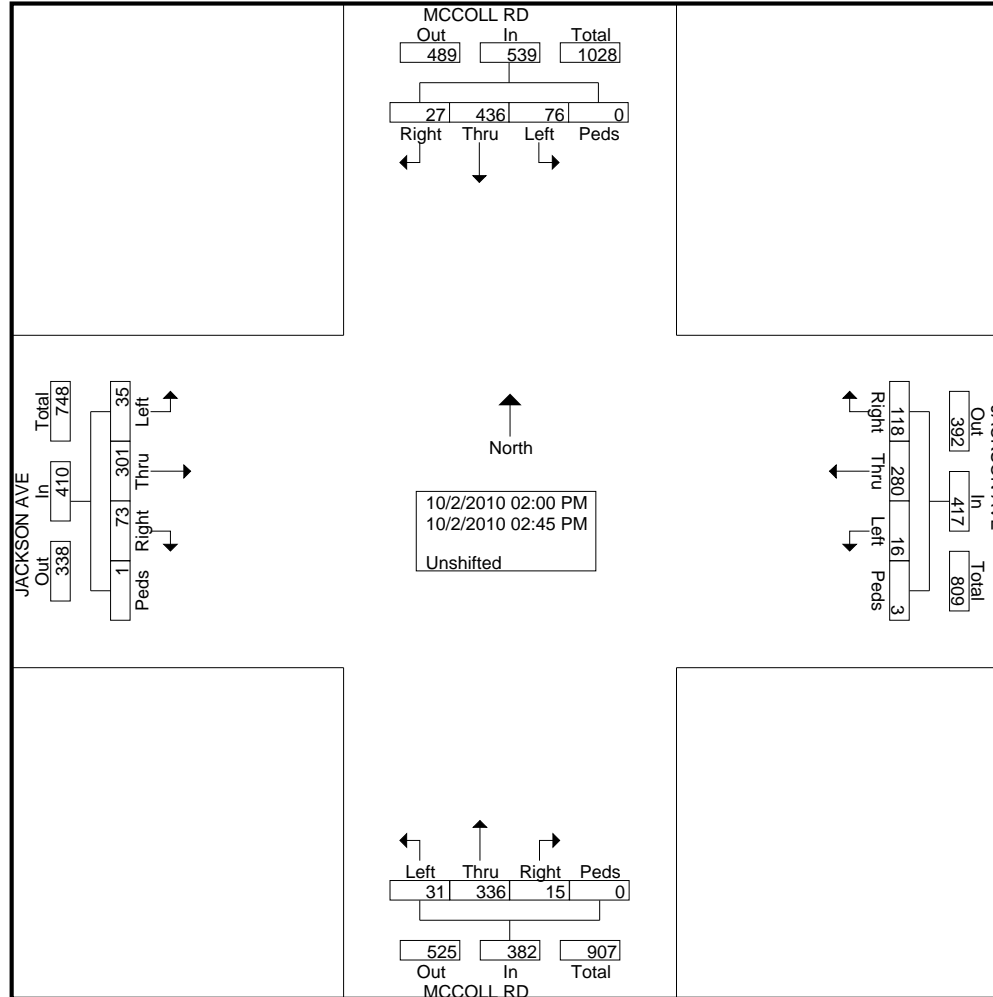 MCCOLL RD
Out In Total
489 539 1028
27 436 76 0
Right Thru Left Peds
JACKSON AVE
Total In Out
748 410 338
35 301 73 1
Left Thru Right Peds
North
10/2/2010 02:00 PM
10/2/2010 02:45 PM
Unshifted
Right Thru Left Peds
118 280 16 3
Out In Total
392 417 809
Left Thru Right Peds
31 336 15 0
525 382 907
Out In Total
MCCOLL RD